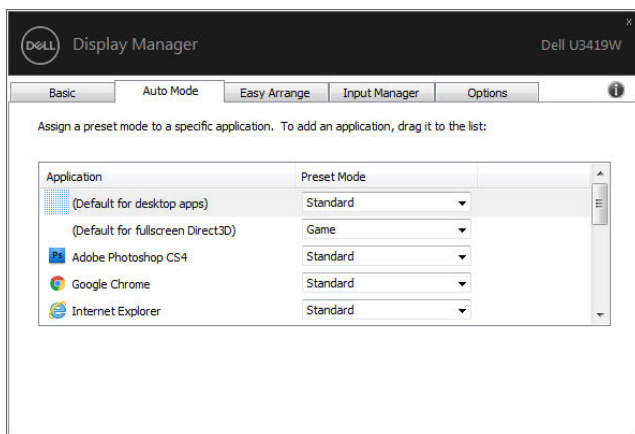 x
DELL Display Manager Dell U3419W
Basic Auto Mode Easy Arrange Input Manager Options i
Assign a preset mode to a specific application. To add an application, drag it to the list:
Application Preset Mode
(Default for desktop apps) Standard
(Default for fullscreen Direct3D) Game
Ps Adobe Photoshop CS4 Standard
Google Chrome Standard
Internet Explorer Standard